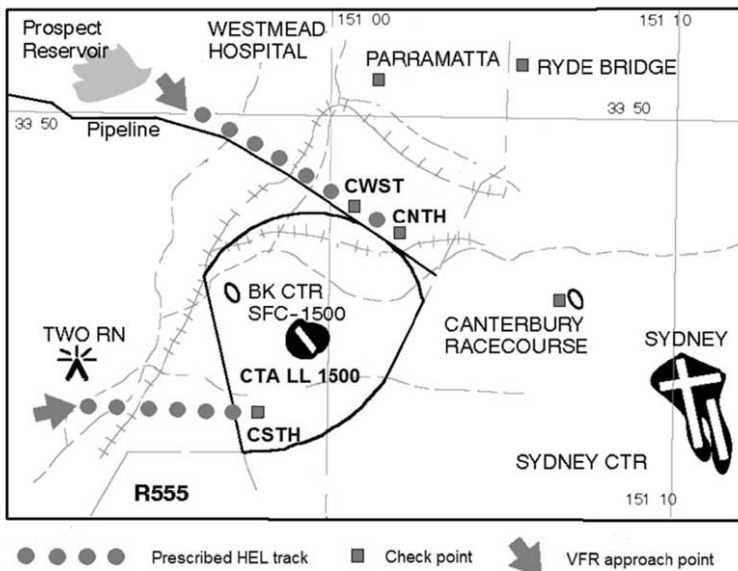 Prospect
Reservoir
WESTMEAD
HOSPITAL
151 00
151 10
PARRAMATTA
RYDE BRIDGE
33 50
33 50
Pipeline
CWST
CNTH
BK CTR
SFC-1500
TWO RN
CANTERBURY
RACECOURSE
SYDNEY
CTA LL 1500
CSTH
SYDNEY CTR
R555
151 10
Prescribed HEL track
Check point
VFR approach point